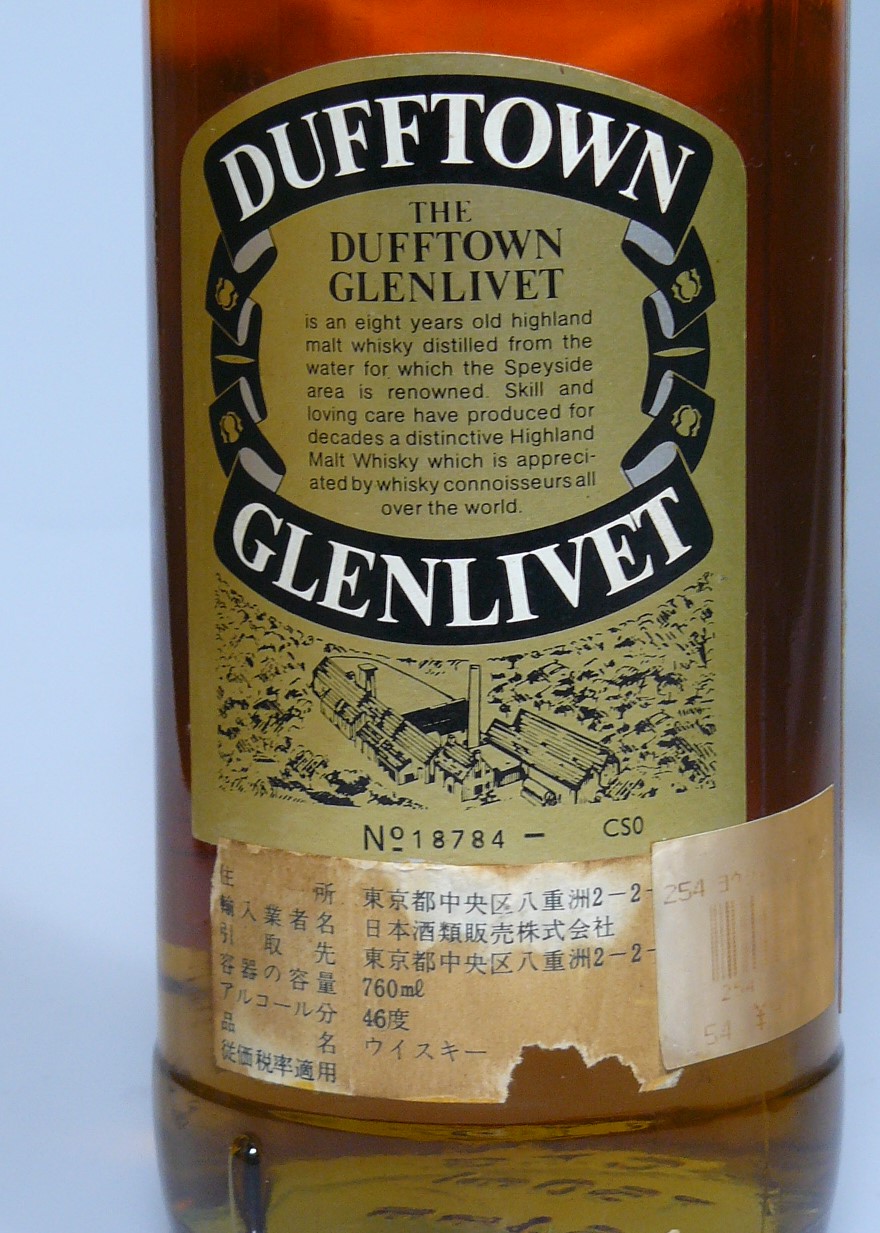 DUFFTOWN
THE
DUFFTOWN
GLENLIVET
is an eight years old highland
malt whisky distilled from the
water for which the Speyside
area is renowned. Skill and
loving care have produced for
decades a distinctive Highland
Malt Whisky which is appreci-
ated by whisky connoisseurs all
over the world.
GLENLIVET
Nº 18784 – CS0
住所 東京都中央区八重洲2-2-
輸入業者名 日本酒類販売株式会社
引取先 東京都中央区八重洲2-2-
容器の容量 760ml
アルコール分 46度
品名 ウイスキー
従価税率適用
254
254
54 ¥